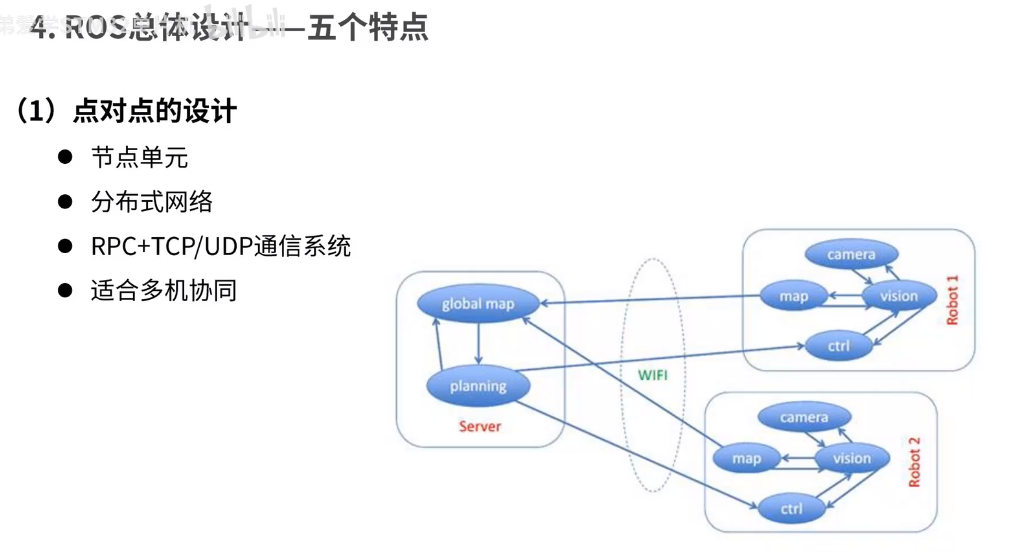 4. ROS总体设计——五个特点
（1）点对点的设计
● 节点单元
● 分布式网络
● RPC+TCP/UDP通信系统
● 适合多机协同
global map
planning
Server
WIFI
camera
map
vision
ctrl
Robot 1
camera
map
vision
ctrl
Robot 2